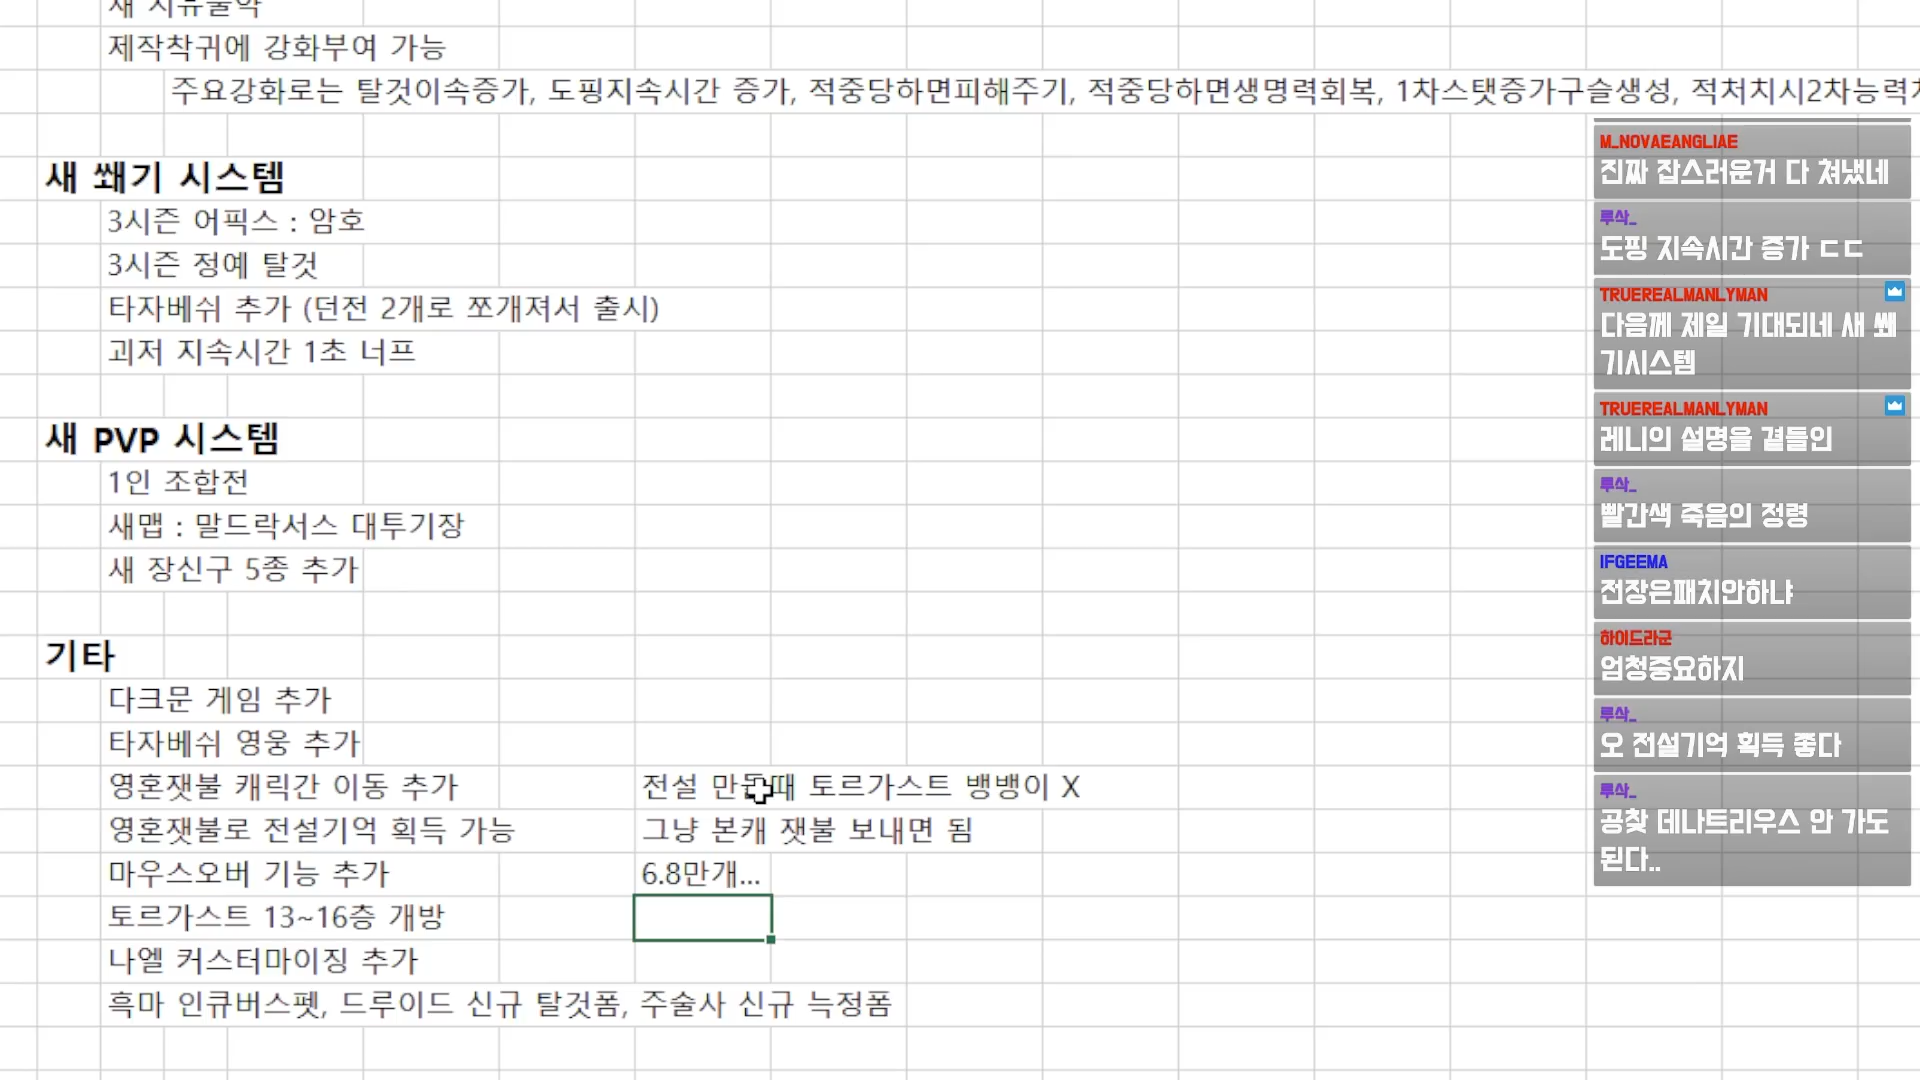 새 치유물약
제작착귀에 강화부여 가능
주요강화로는 탈것이속증가, 도핑지속시간 증가, 적중당하면피해주기, 적중당하면생명력회복, 1차스탯증가구슬생성, 적처치시2차능력치
새 쐐기 시스템
3시즌 어픽스 : 암호
3시즌 정예 탈것
타자베쉬 추가 (던전 2개로 쪼개져서 출시)
괴저 지속시간 1초 너프
새 PVP 시스템
1인 조합전
새맵 : 말드락서스 대투기장
새 장신구 5종 추가
기타
다크문 게임 추가
타자베쉬 영웅 추가
영혼잿불 캐릭간 이동 추가
전설 만들때 토르가스트 뱅뱅이 X
영혼잿불로 전설기억 획득 가능
그냥 본캐 잿불 보내면 됨
마우스오버 기능 추가
6.8만개...
토르가스트 13~16층 개방
나엘 커스터마이징 추가
흑마 인큐버스펫, 드루이드 신규 탈것폼, 주술사 신규 늑정폼
M_NOVAEANGLIAE
진짜 잡스러운거 다 쳐냈네
루삭_
도핑 지속시간 증가 ㄷㄷ
TRUEREALMANLYMAN
다음께 제일 기대되네 새 쐐
기시스템
TRUEREALMANLYMAN
레니의 설명을 곁들인
루삭_
빨간색 죽음의 정령
IFGEEMA
전장은패치안하냐
하이드라군
엄청중요하지
루삭_
오 전설기억 획득 좋다
루삭_
공찾 데나트리우스 안 가도
된다..